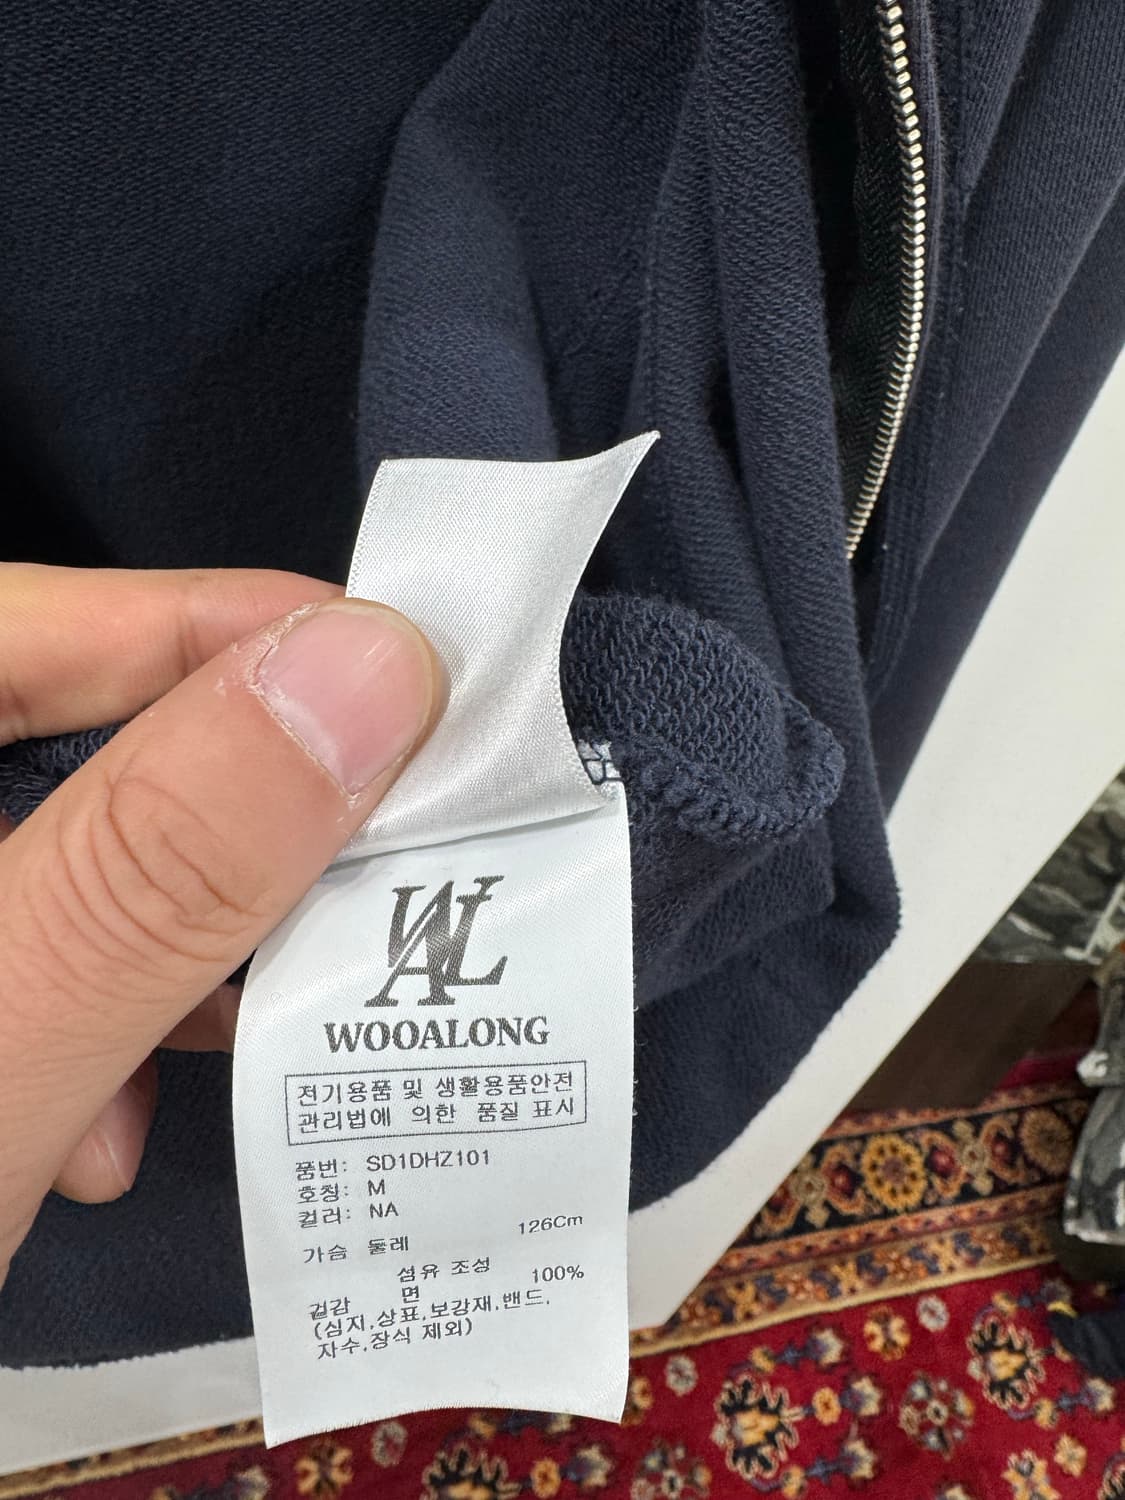 WAL
WOOALONG
전기용품 및 생활용품안전
관리법에 의한 품질 표시
품번: SD1DHZ101
호칭: M
컬러: NA
가슴 둘레 126Cm
섬유 조성
겉감 면 100%
(심지,상표,보강재,밴드,
자수,장식 제외)